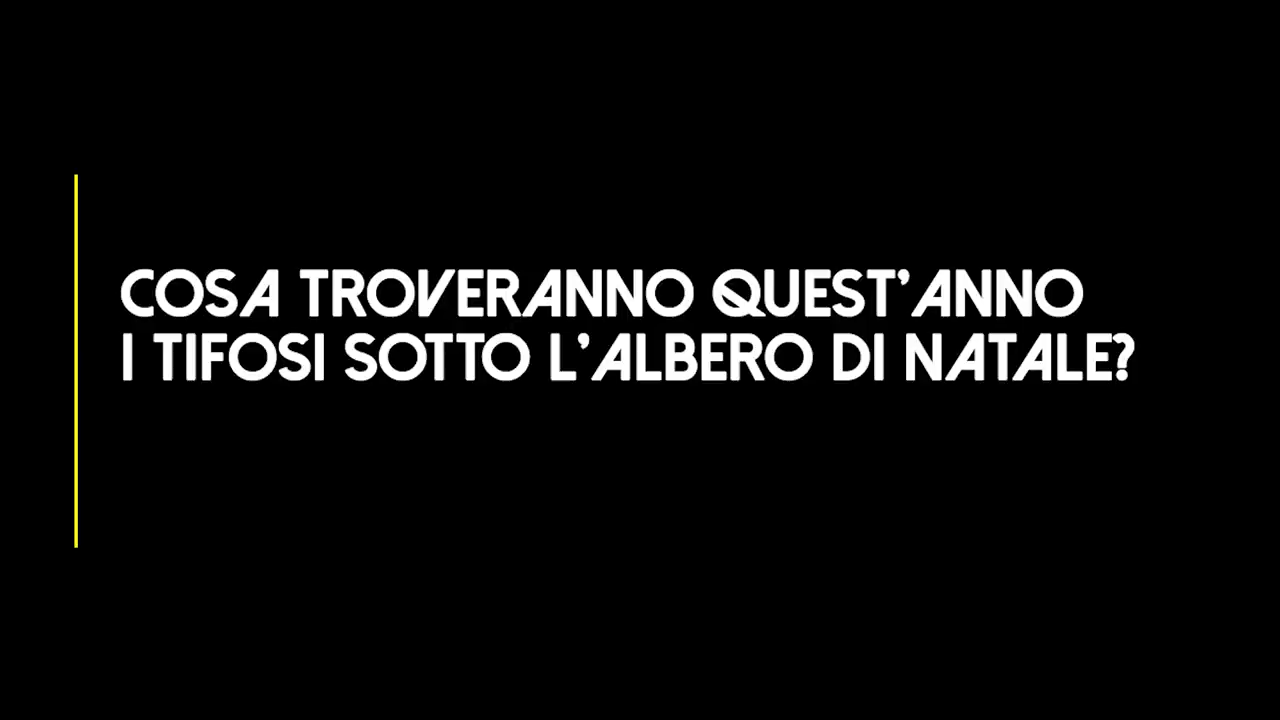 COSA TROVERANNO QUEST'ANNO
I TIFOSI SOTTO L'ALBERO DI NATALE?